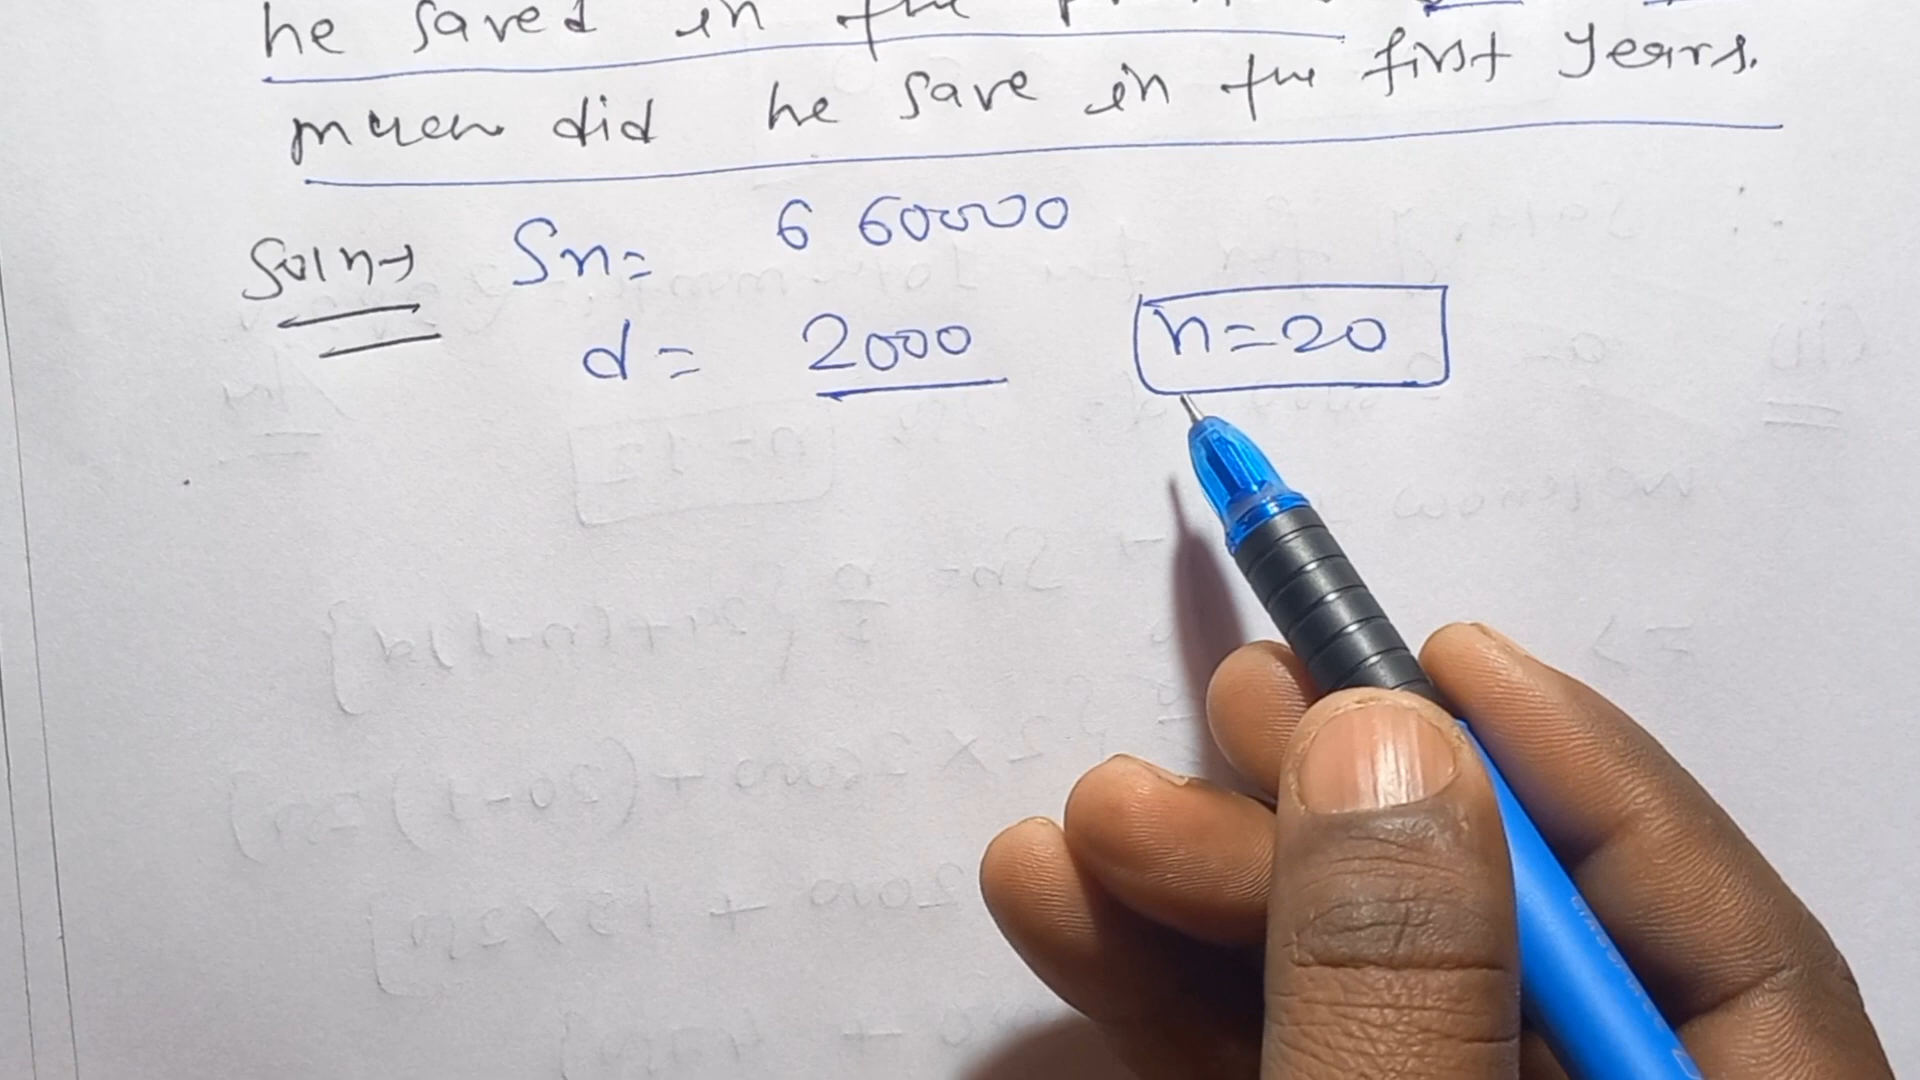 he saved in the
much did he save in the first years.
Soln→ Sn= 6 60000
d= 2000 n=20